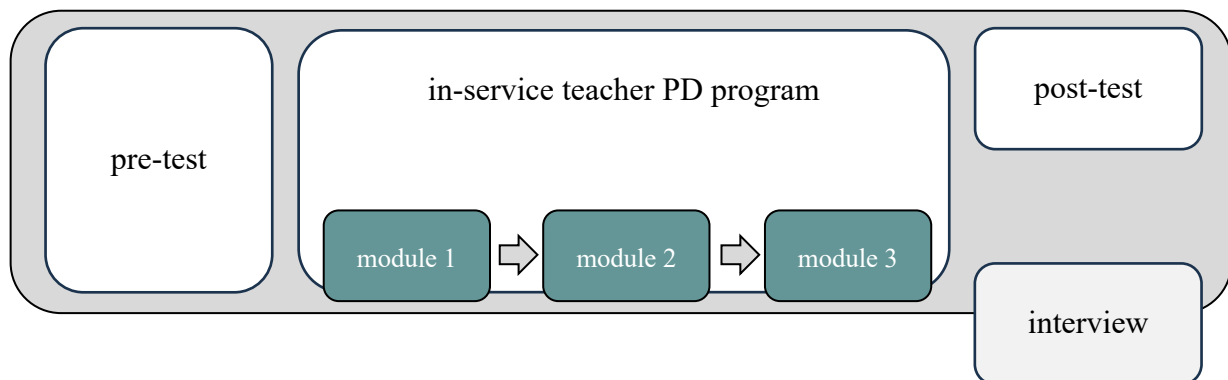 pre-test
in-service teacher PD program
module 1
module 2
module 3
post-test
interview